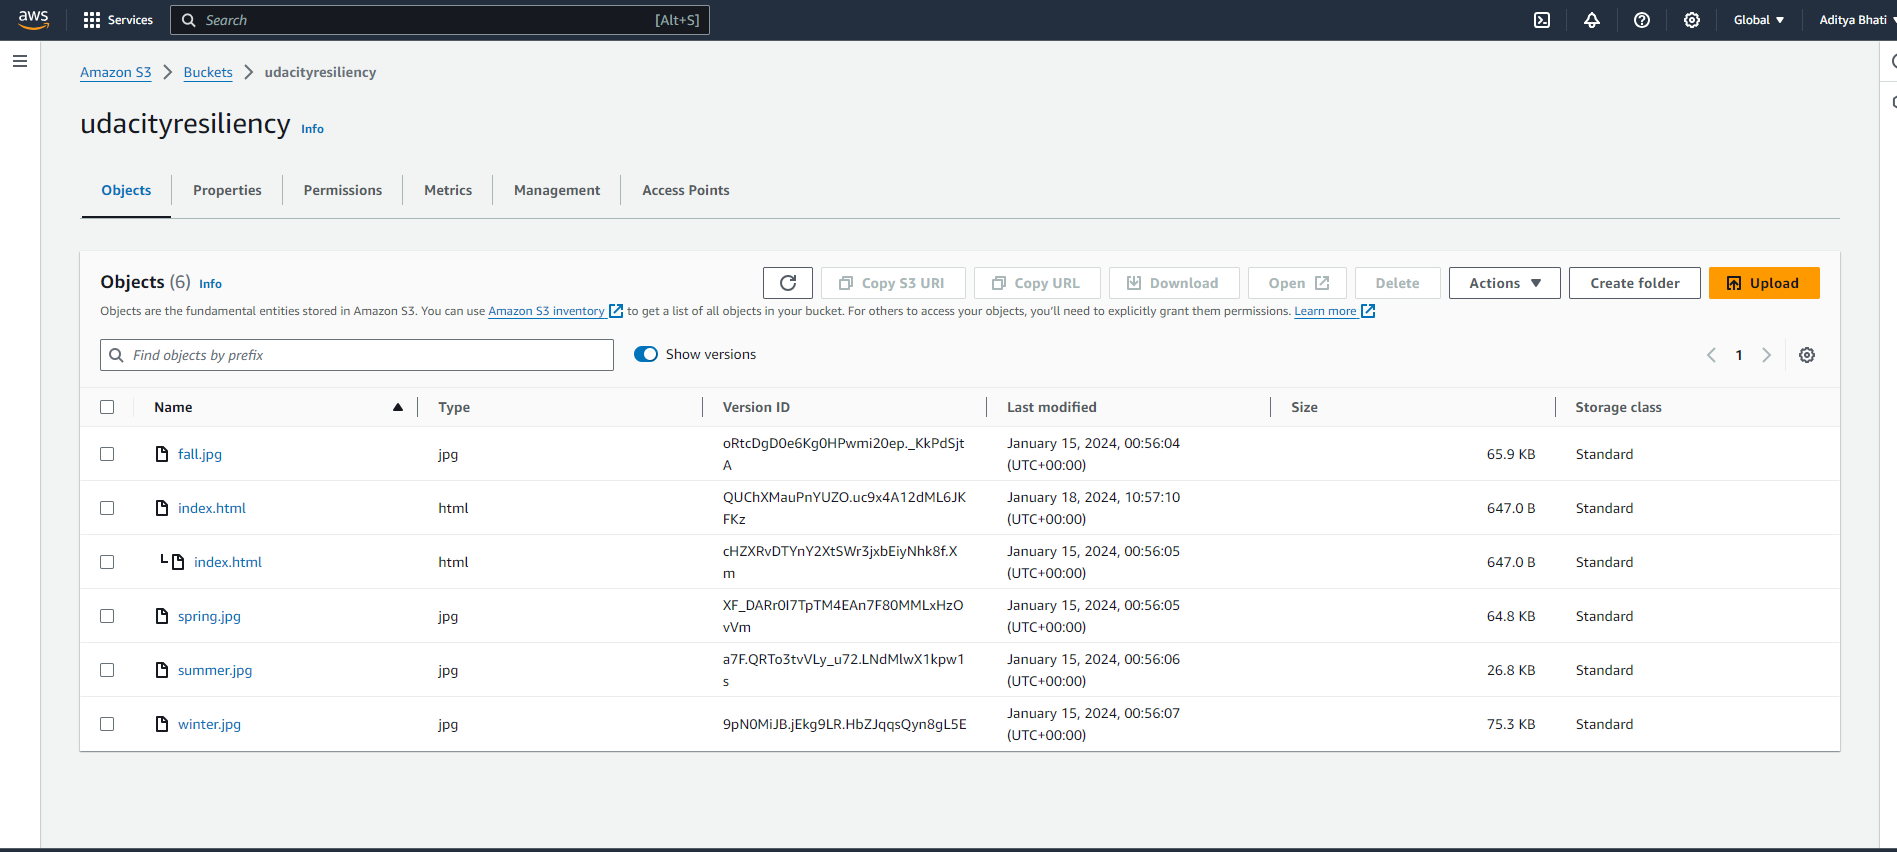 aws Services Search [Alt+S] Global Aditya Bhati
Amazon S3 Buckets udacityresiliency
udacityresiliency Info
Objects Properties Permissions Metrics Management Access Points
Objects (6) Info Copy S3 URI Copy URL Download Open Delete Actions Create folder Upload
Objects are the fundamental entities stored in Amazon S3. You can use Amazon S3 inventory to get a list of all objects in your bucket. For others to access your objects, you'll need to explicitly grant them permissions. Learn more
Find objects by prefix Show versions 1
Name Type Version ID Last modified Size Storage class
fall.jpg jpg oRtcDgD0e6Kg0HPwmi20ep._KkPdSjt January 15, 2024, 00:56:04 65.9 KB Standard
A (UTC+00:00)
index.html html QUChXMauPnYUZO.uc9x4A12dML6JK January 18, 2024, 10:57:10 647.0 B Standard
FKz (UTC+00:00)
index.html html cHZXRvDTYnY2XtSWr3jxbEiyNhk8f.X January 15, 2024, 00:56:05 647.0 B Standard
m (UTC+00:00)
spring.jpg jpg XF_DARr0I7TpTM4EAn7F80MMLxHzO January 15, 2024, 00:56:05 64.8 KB Standard
vVm (UTC+00:00)
summer.jpg jpg a7F.QRTo3tvVLy_u72.LNdMlwX1kpw1 January 15, 2024, 00:56:06 26.8 KB Standard
s (UTC+00:00)
winter.jpg jpg 9pN0MiJB.jEkg9LR.HbZJqqsQyn8gL5E January 15, 2024, 00:56:07 75.3 KB Standard
(UTC+00:00)